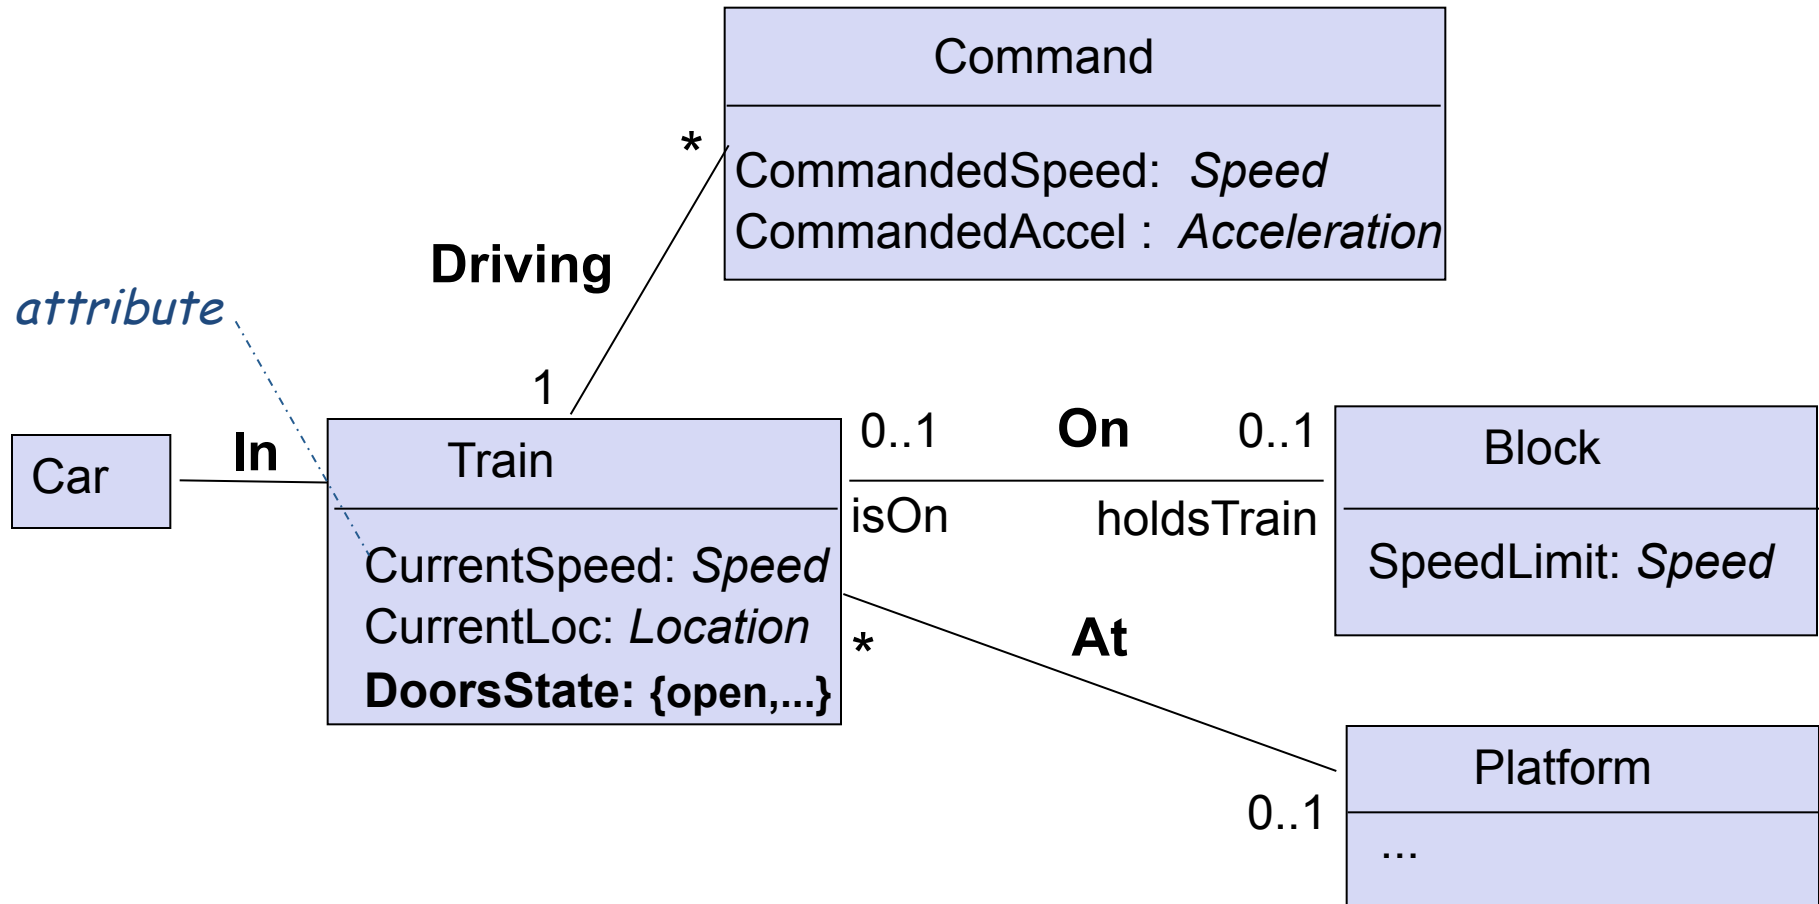 Command
*
CommandedSpeed: Speed
CommandedAccel : Acceleration
Driving
attribute
1
In
Car
Train
0..1
On
0..1
Block
isOn
holdsTrain
CurrentSpeed: Speed
SpeedLimit: Speed
CurrentLoc: Location
*
At
DoorsState: {open,...}
Platform
0..1
...